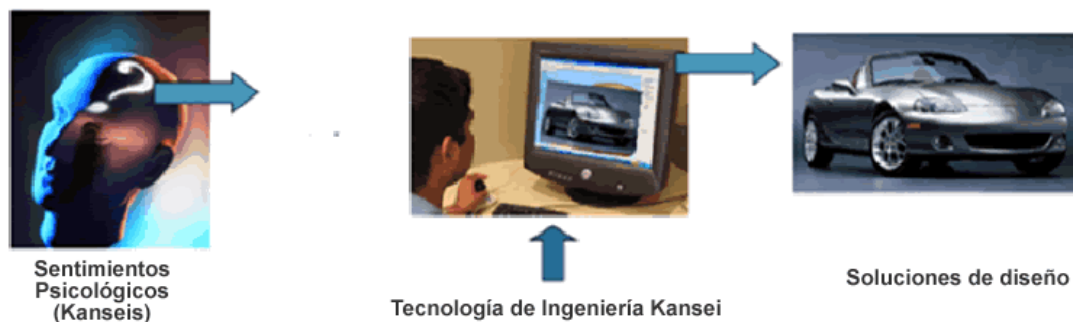 Sentimientos
Psicológicos
(Kanseis)
Tecnología de Ingeniería Kansei
Soluciones de diseño